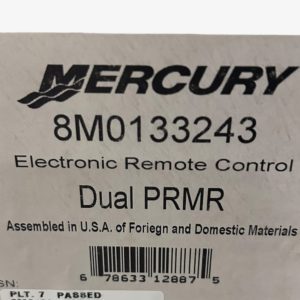 MERCURY
8M0133243
Electronic Remote Control
Dual PRMR
Assembled in U.S.A. of Foriegn and Domestic Materials
6 78633 12887 5
SN:
PLT. 7 PASSED